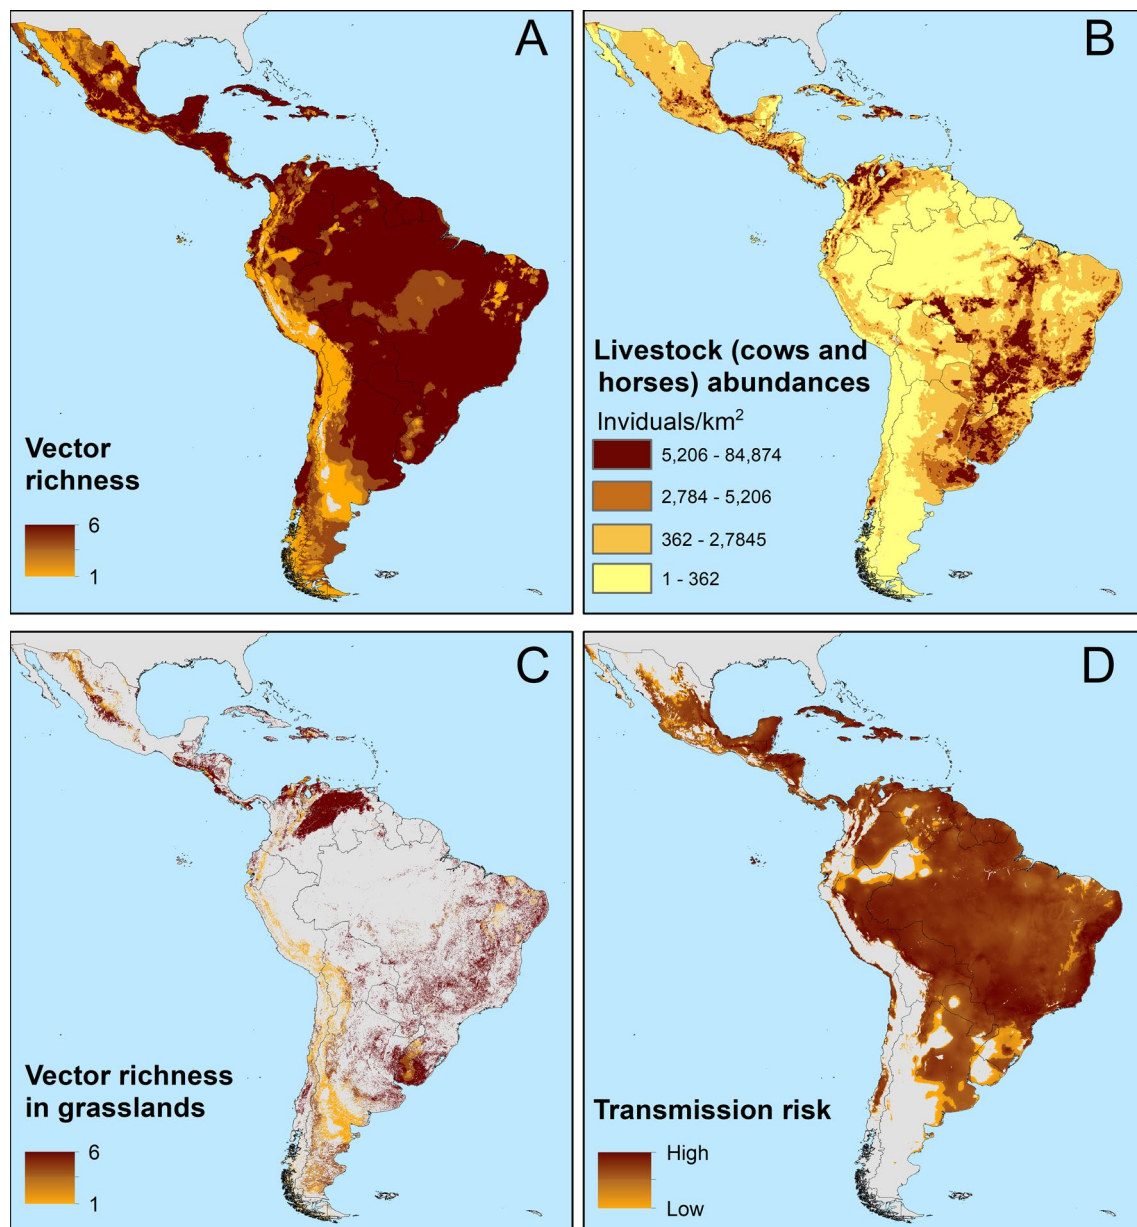 A
Vector
richness
6
1
B
Livestock (cows and
horses) abundances
Inviduals/km²
5,206 - 84,874
2,784 - 5,206
362 - 2,7845
1 - 362
C
Vector richness
in grasslands
6
1
D
Transmission risk
High
Low